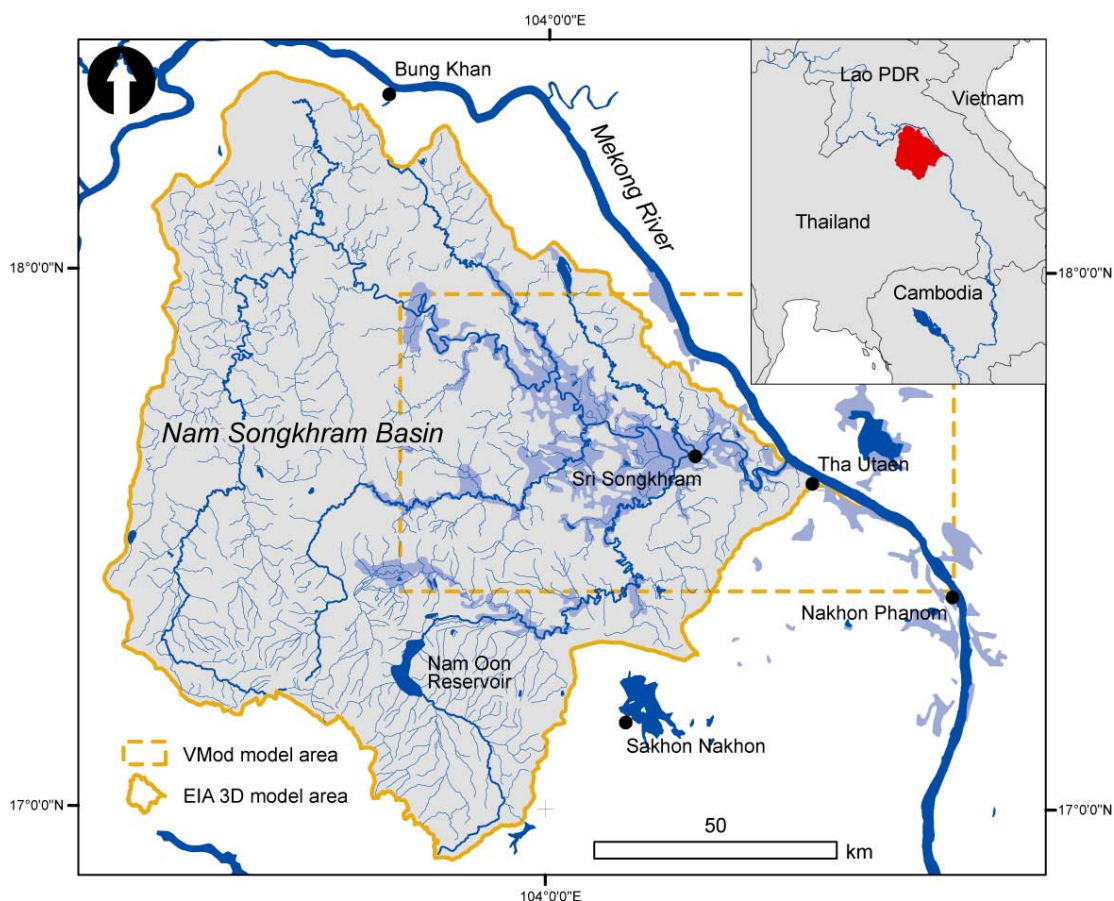 104°0'0"E
Bung Khan
Lao PDR
Vietnam
Mekong River
Thailand
18°0'0"N
18°0'0"N
Cambodia
Nam Songkhram Basin
Sri Songkhram
Tha Utaen
Nakhon Phanom
Nam Oon
Reservoir
Sakhon Nakhon
VMod model area
EIA 3D model area
17°0'0"N
17°0'0"N
50
km
104°0'0"E